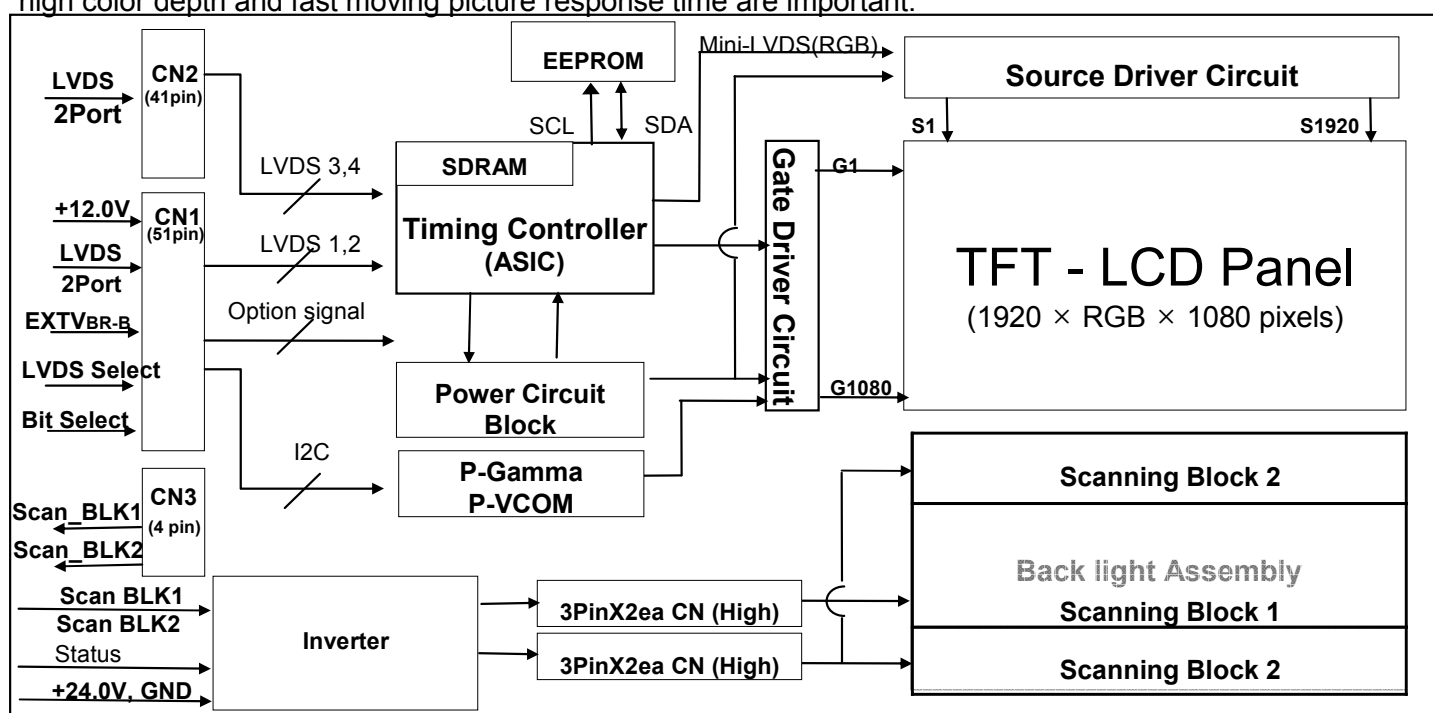 high color depth and fast moving picture response time are important.
EEPROM
Mini-LVDS(RGB)
Source Driver Circuit
CN2
(41pin)
LVDS
2Port
SCL
SDA
S1
S1920
LVDS 3,4
SDRAM
Timing Controller
(ASIC)
Gate Driver Circuit
G1
G1080
TFT - LCD Panel
(1920 × RGB × 1080 pixels)
+12.0V
CN1
(51pin)
LVDS
2Port
LVDS 1,2
EXTVBR-B
Option signal
LVDS Select
Bit Select
Power Circuit
Block
I2C
P-Gamma
P-VCOM
CN3
(4 pin)
Scan_BLK1
Scan_BLK2
Scanning Block 2
Back light Assembly
Scanning Block 1
Scanning Block 2
Scan BLK1
Scan BLK2
Status
+24.0V, GND
Inverter
3PinX2ea CN (High)
3PinX2ea CN (High)